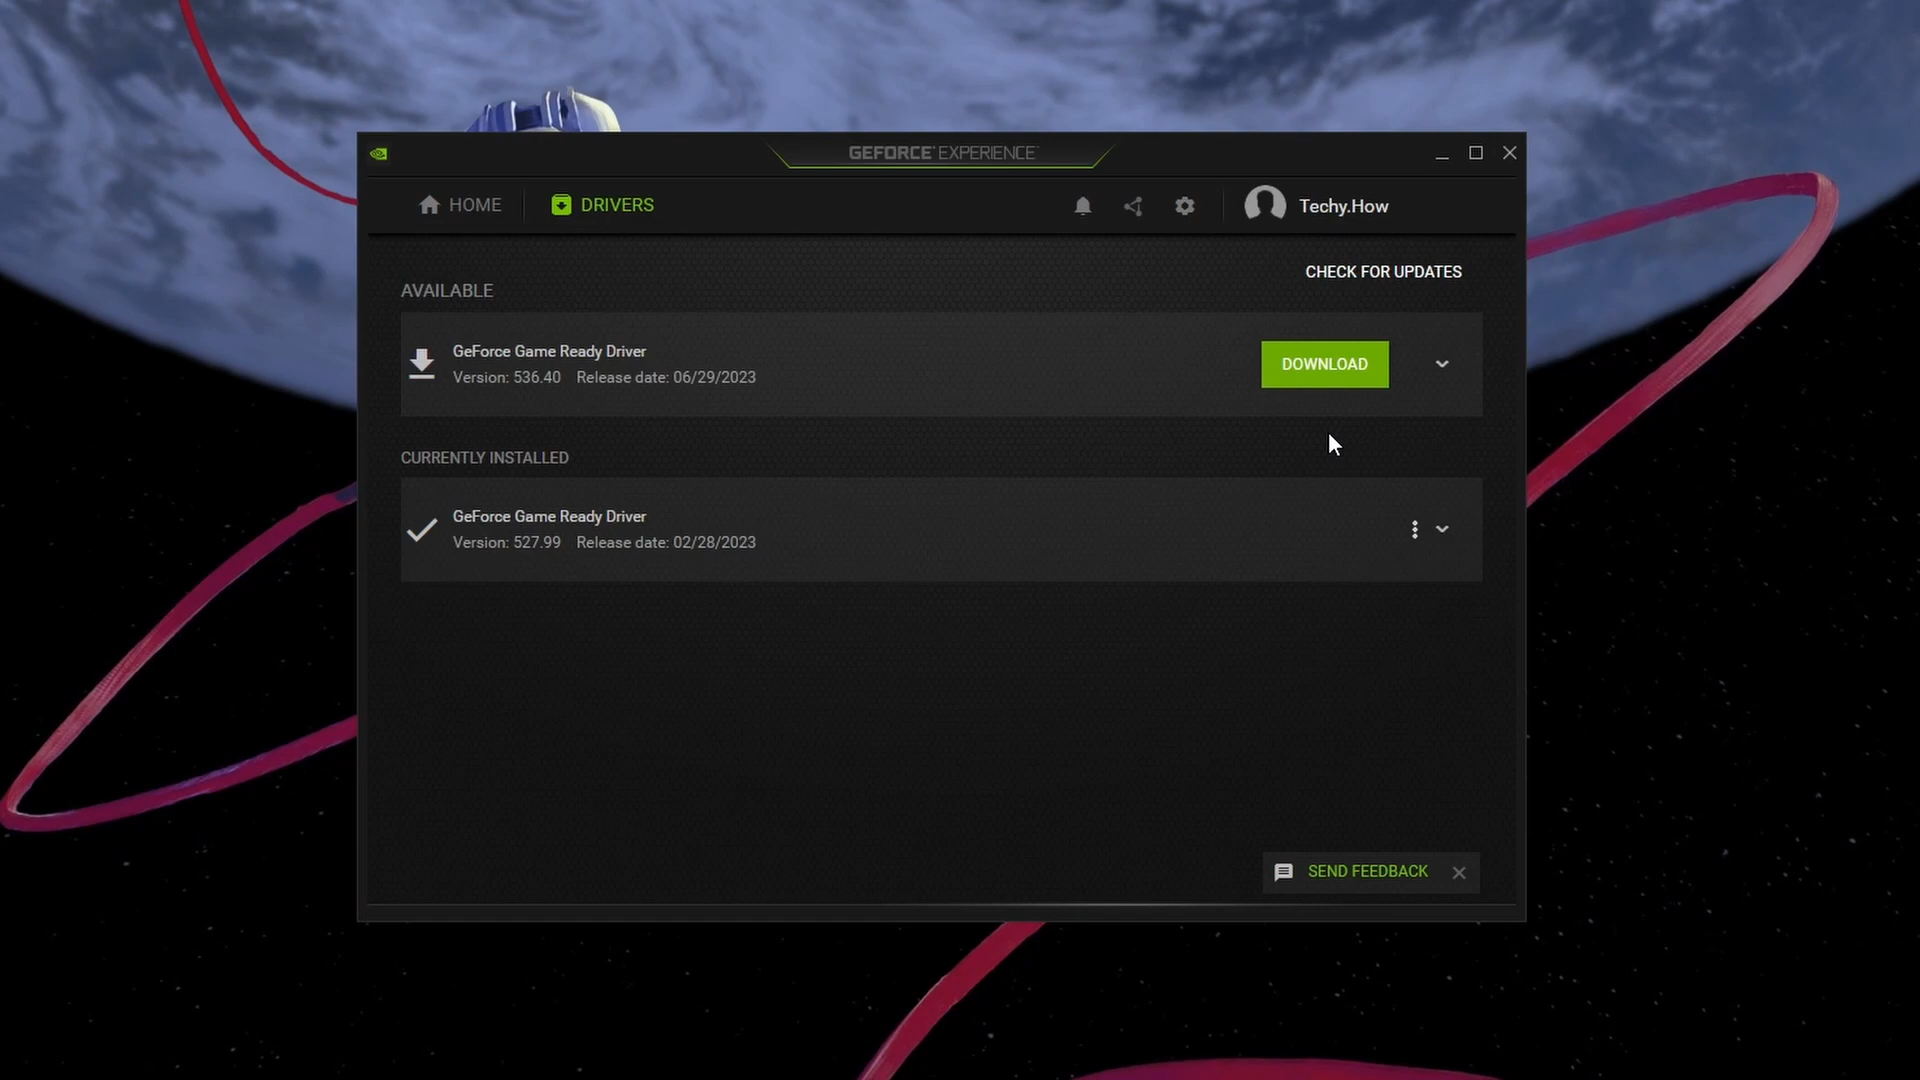 GEFORCE EXPERIENCE
HOME
DRIVERS
Techy.How
CHECK FOR UPDATES
AVAILABLE
GeForce Game Ready Driver
Version: 536.40 Release date: 06/29/2023
DOWNLOAD
CURRENTLY INSTALLED
GeForce Game Ready Driver
Version: 527.99 Release date: 02/28/2023
SEND FEEDBACK